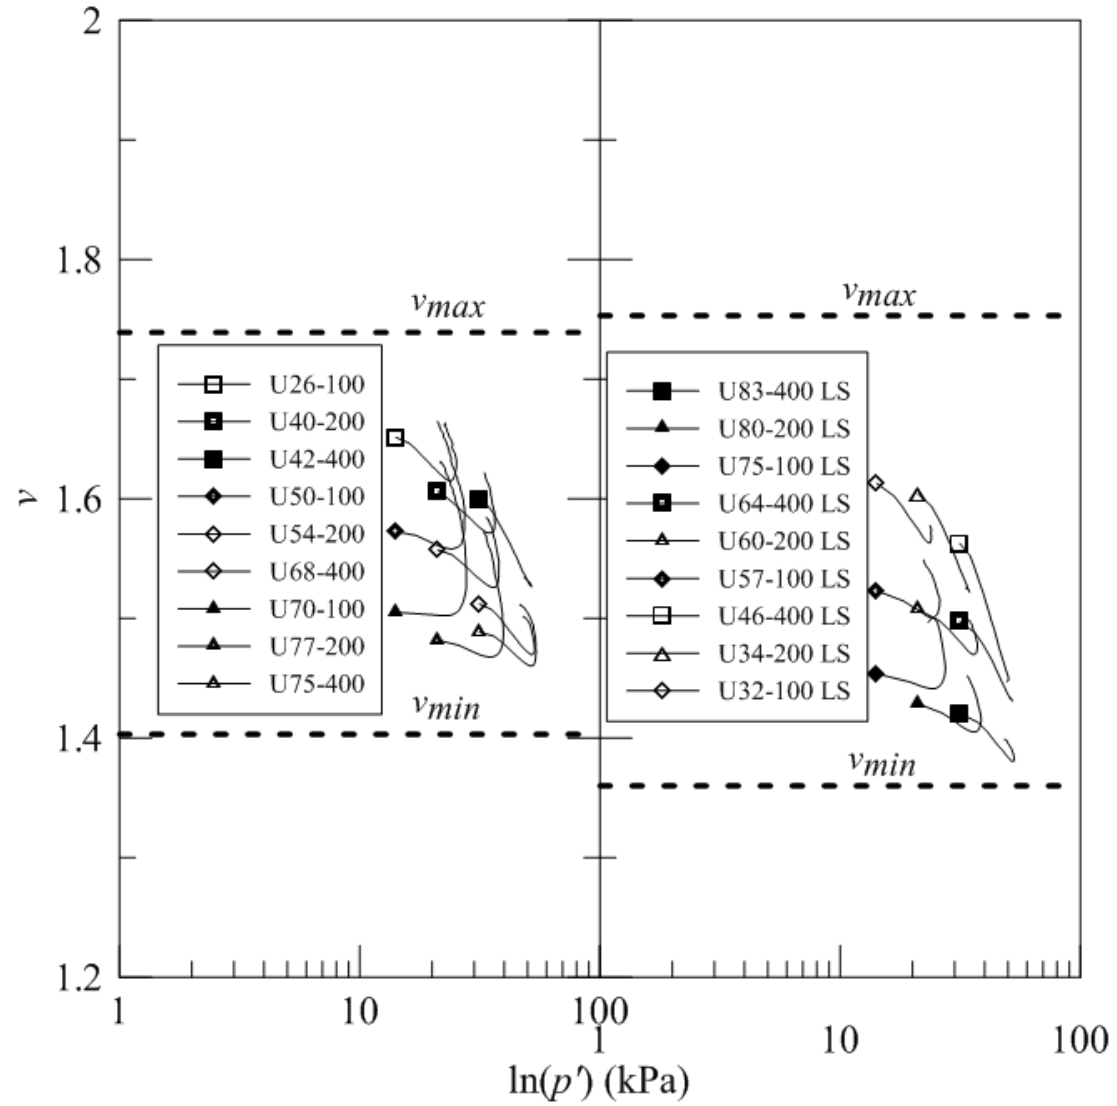 2
1.8
1.6
1.4
1.2
v
vmax
U26-100
U40-200
U42-400
U50-100
U54-200
U68-400
U70-100
U77-200
U75-400
vmin
vmax
U83-400 LS
U80-200 LS
U75-100 LS
U64-400 LS
U60-200 LS
U57-100 LS
U46-400 LS
U34-200 LS
U32-100 LS
vmin
1 10 100
1 10 100
ln(p') (kPa)